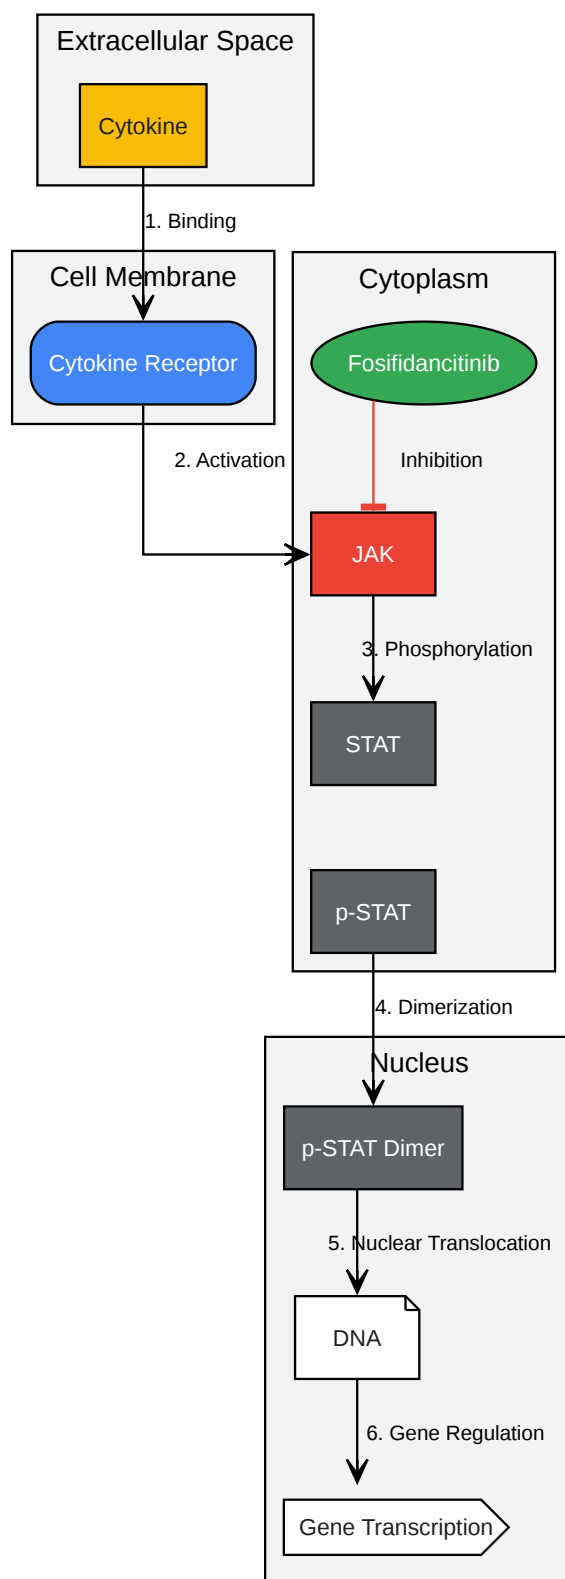 Extracellular Space
Cytokine
1. Binding
Cell Membrane
Cytokine Receptor
2. Activation
Cytoplasm
Fosifidancitinib
Inhibition
JAK
3. Phosphorylation
STAT
p-STAT
4. Dimerization
Nucleus
p-STAT Dimer
5. Nuclear Translocation
DNA
6. Gene Regulation
Gene Transcription